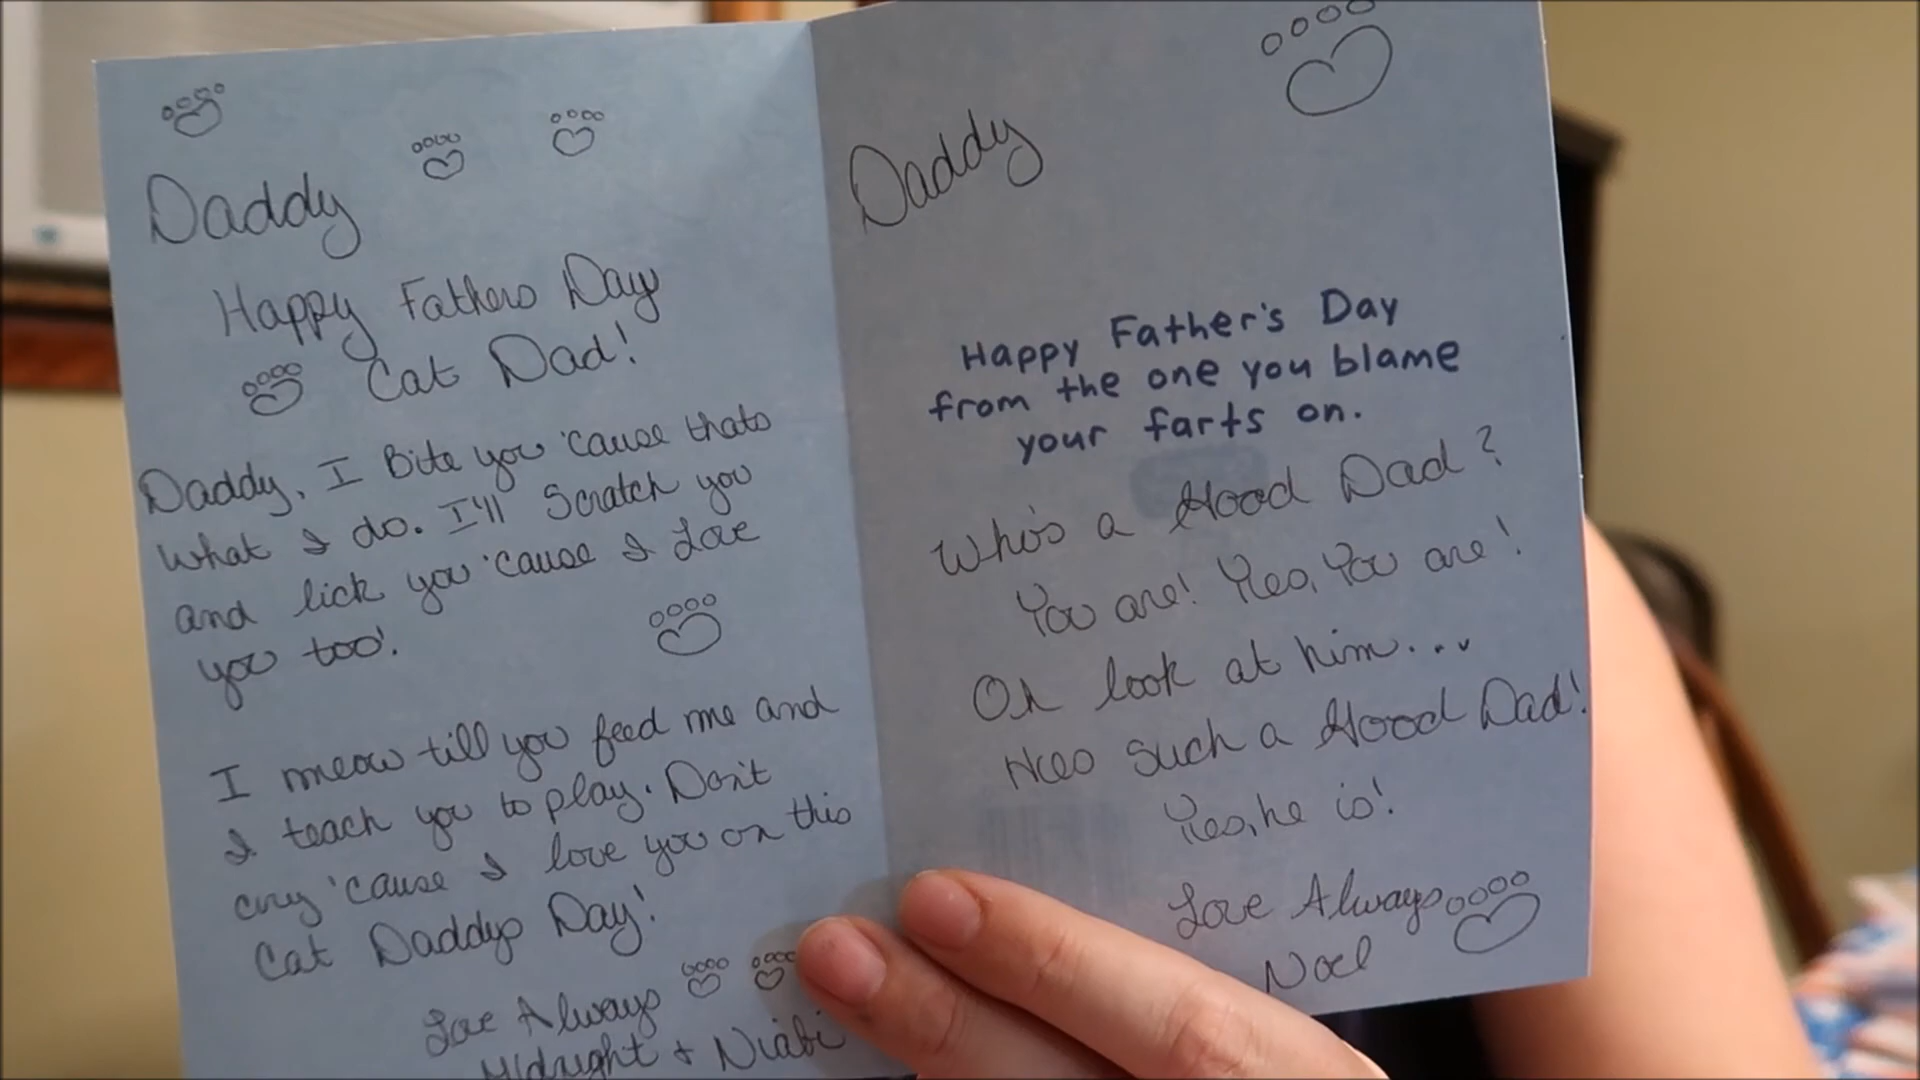 Daddy
Happy Fathers Day
Cat Dad!
Daddy, I Bite you 'cause thats
what I do. I'll Scratch you
and lick you 'cause I Love
you too!
I meow till you feed me and
I teach you to play. Don't
cry 'cause I love you on this
Cat Daddys Day!
Love Always
Midnight + Niabi
Daddy
Happy Father's Day
from the one you blame
your farts on.
Who's a Good Dad?
You are! Yes, You are!
Oh look at him...
Hees such a Good Dad!
Yes, he is!
Love Always
Noel